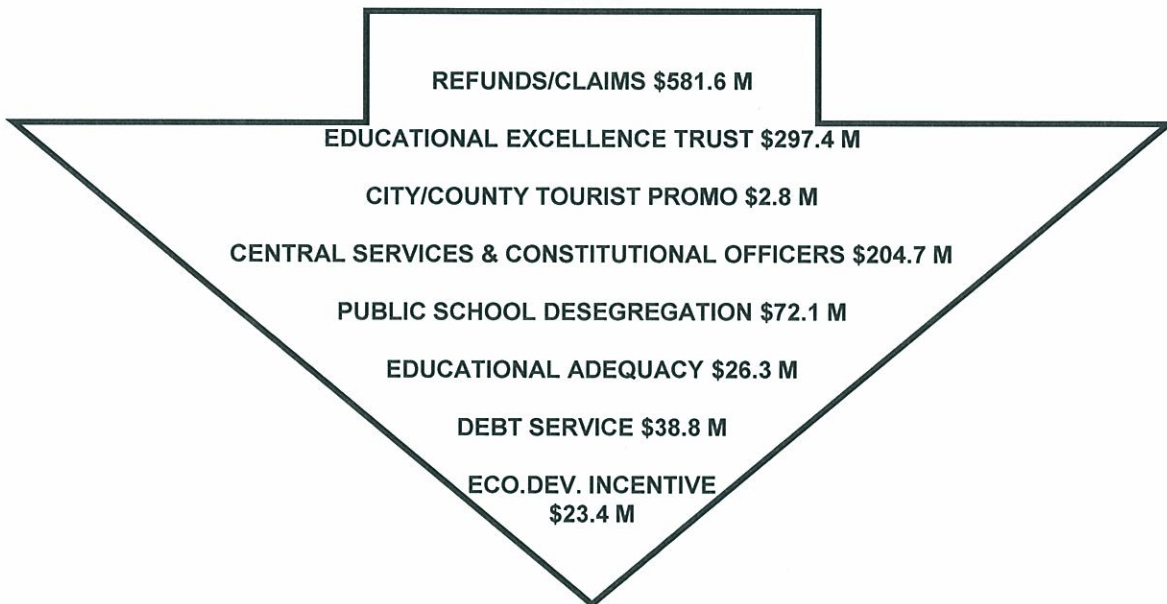 REFUNDS/CLAIMS $581.6 M
EDUCATIONAL EXCELLENCE TRUST $297.4 M
CITY/COUNTY TOURIST PROMO $2.8 M
CENTRAL SERVICES & CONSTITUTIONAL OFFICERS $204.7 M
PUBLIC SCHOOL DESEGREGATION $72.1 M
EDUCATIONAL ADEQUACY $26.3 M
DEBT SERVICE $38.8 M
ECO.DEV. INCENTIVE
$23.4 M